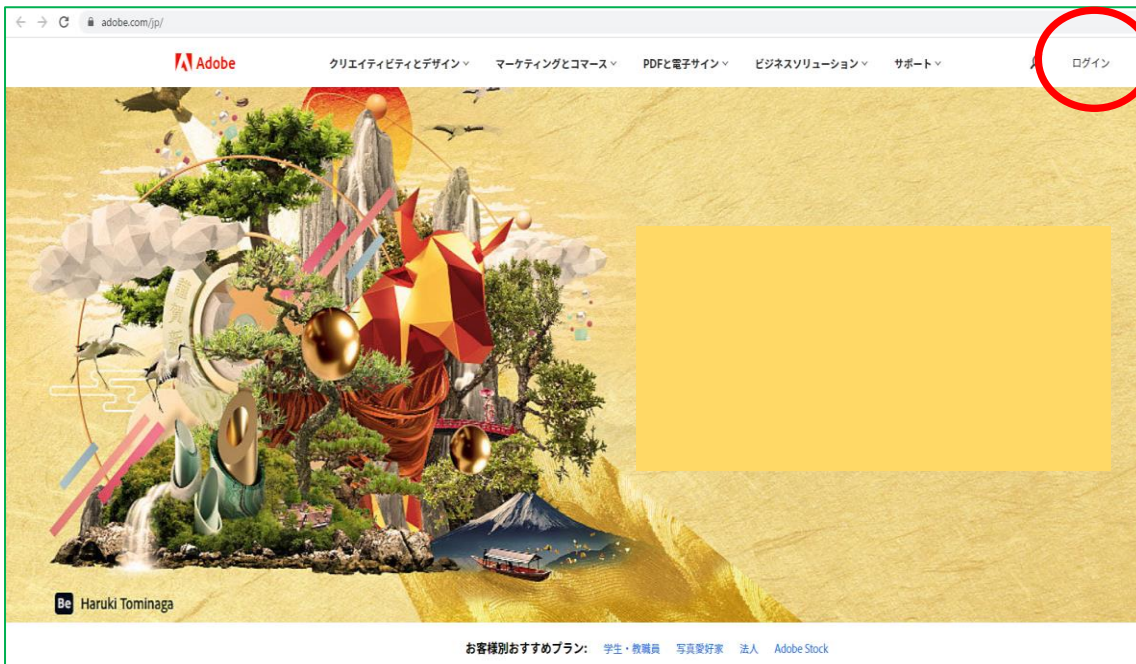 adobe.com/jp/
Adobe クリエイティビティとデザイン マーケティングとコマース PDFと電子サイン ビジネスソリューション サポート ログイン
謹
賀
新
Be Haruki Tominaga
お客様別おすすめプラン: 学生・教職員 写真愛好家 法人 Adobe Stock